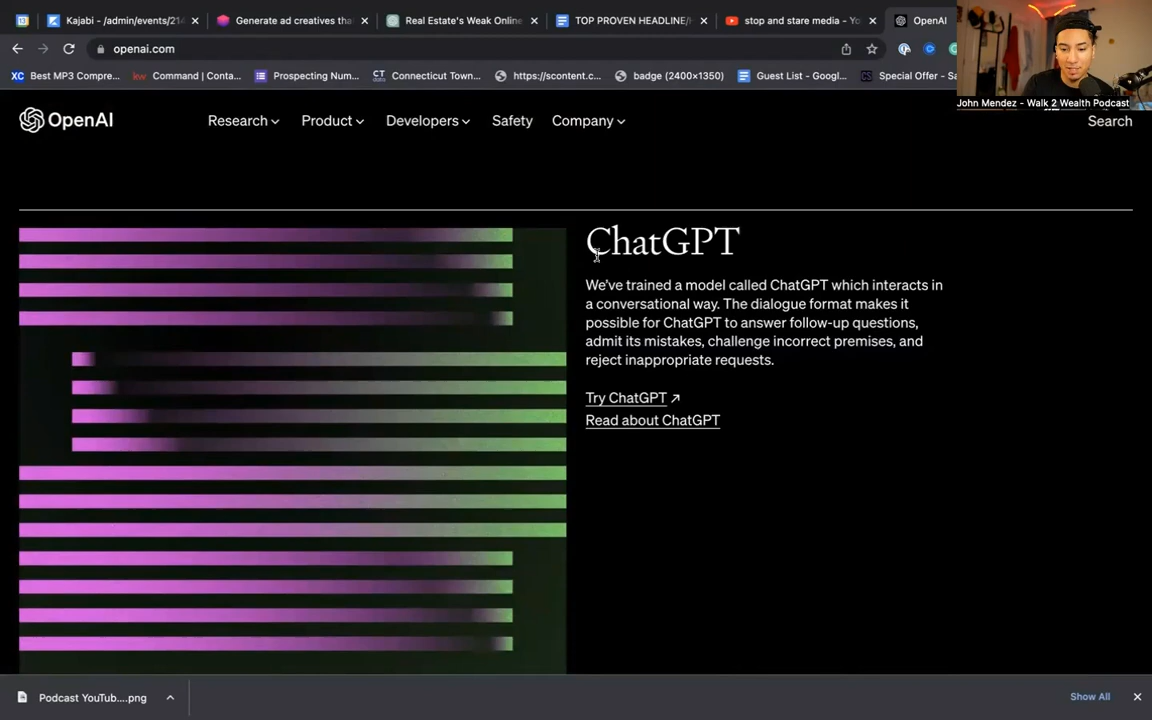 Kajabi - /admin/events/214
Generate ad creatives tha
Real Estate's Weak Online
TOP PROVEN HEADLINE/
stop and stare media - Yo
OpenAI
openai.com
Best MP3 Compre...
Command | Conta...
Prospecting Num...
CT
Connecticut Town...
https://scontent.c...
badge (2400×1350)
Guest List - Googl...
Special Offer - Sa
John Mendez - Walk 2 Wealth Podcast
OpenAI
Research
Product
Developers
Safety
Company
Search
ChatGPT
We've trained a model called ChatGPT which interacts in
a conversational way. The dialogue format makes it
possible for ChatGPT to answer follow-up questions,
admit its mistakes, challenge incorrect premises, and
reject inappropriate requests.
Try ChatGPT ↗
Read about ChatGPT
Podcast YouTub....png
Show All